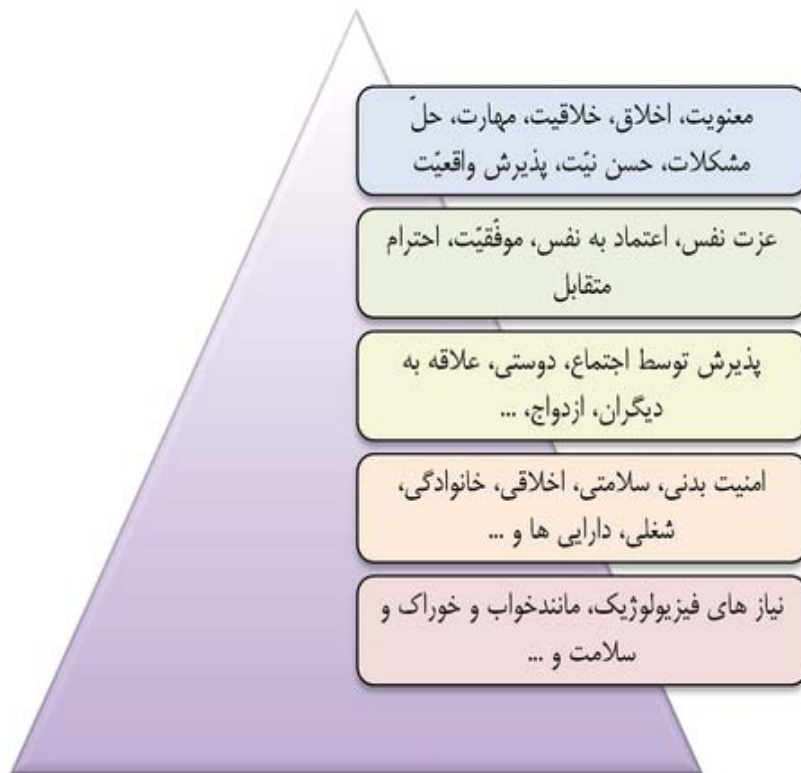 معنویت، اخلاق، خلاقیت، مهارت، حلّ
مشکلات، حسن نیّت، پذیرش واقعیّت
عزت نفس، اعتماد به نفس، موفّقیّت، احترام
متقابل
پذیرش توسط اجتماع، دوستی، علاقه به
دیگران، ازدواج، ...
امنیت بدنی، سلامتی، اخلاقی، خانوادگی،
شغلی، دارایی ها و ...
نیاز های فیزیولوژیک، مانندخواب و خوراک و
سلامت و ...